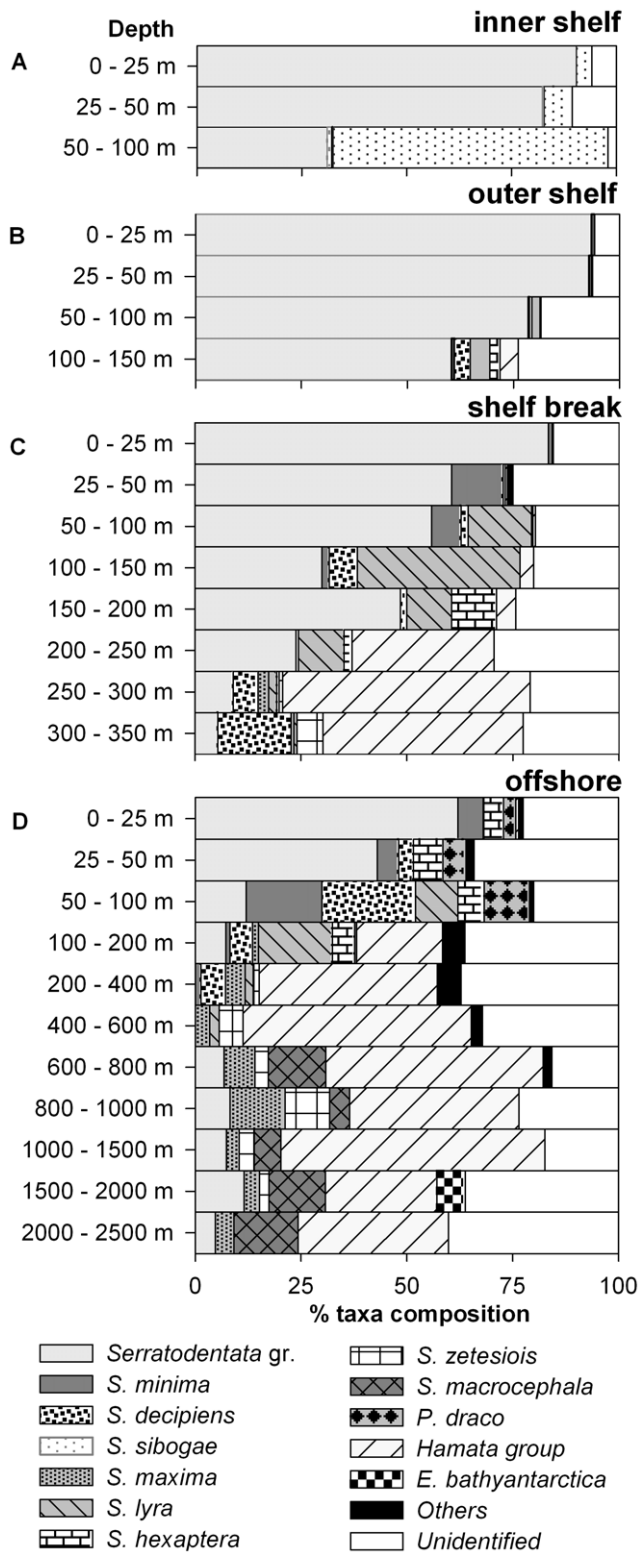 inner shelf
Depth
A
0 - 25 m
25 - 50 m
50 - 100 m
outer shelf
B
0 - 25 m
25 - 50 m
50 - 100 m
100 - 150 m
shelf break
C
0 - 25 m
25 - 50 m
50 - 100 m
100 - 150 m
150 - 200 m
200 - 250 m
250 - 300 m
300 - 350 m
offshore
D
0 - 25 m
25 - 50 m
50 - 100 m
100 - 200 m
200 - 400 m
400 - 600 m
600 - 800 m
800 - 1000 m
1000 - 1500 m
1500 - 2000 m
2000 - 2500 m
0 25 50 75 100
% taxa composition
Serratodentata gr.
S. minima
S. decipiens
S. sibogae
S. maxima
S. lyra
S. hexaptera
S. zetesiois
S. macrocephala
P. draco
Hamata group
E. bathyantarctica
Others
Unidentified